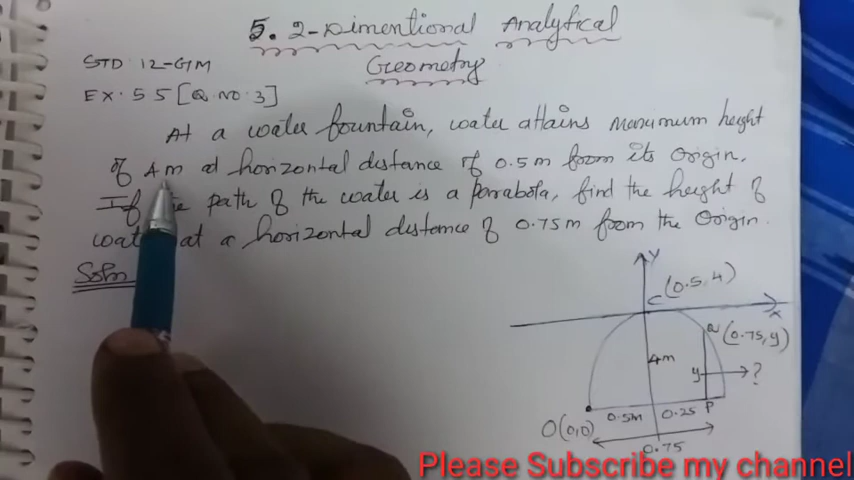 5. 2-Dimentional Analytical
Geometry
STD 12-GIM
EX. 5 5 [Q. NO. 3]
At a water fountain, water attains maximum height
of 4m at horizontal distance of 0.5m from its Origin.
If path of the water is a parabola, find the height of
at a horizontal distance of 0.75m from the Origin.
Soln
Y
C (0.5,4)
X
Q (0.75,y)
4m
y
?
O(0,0)
0.5m
0.25
P
0.75
Please Subscribe my channel